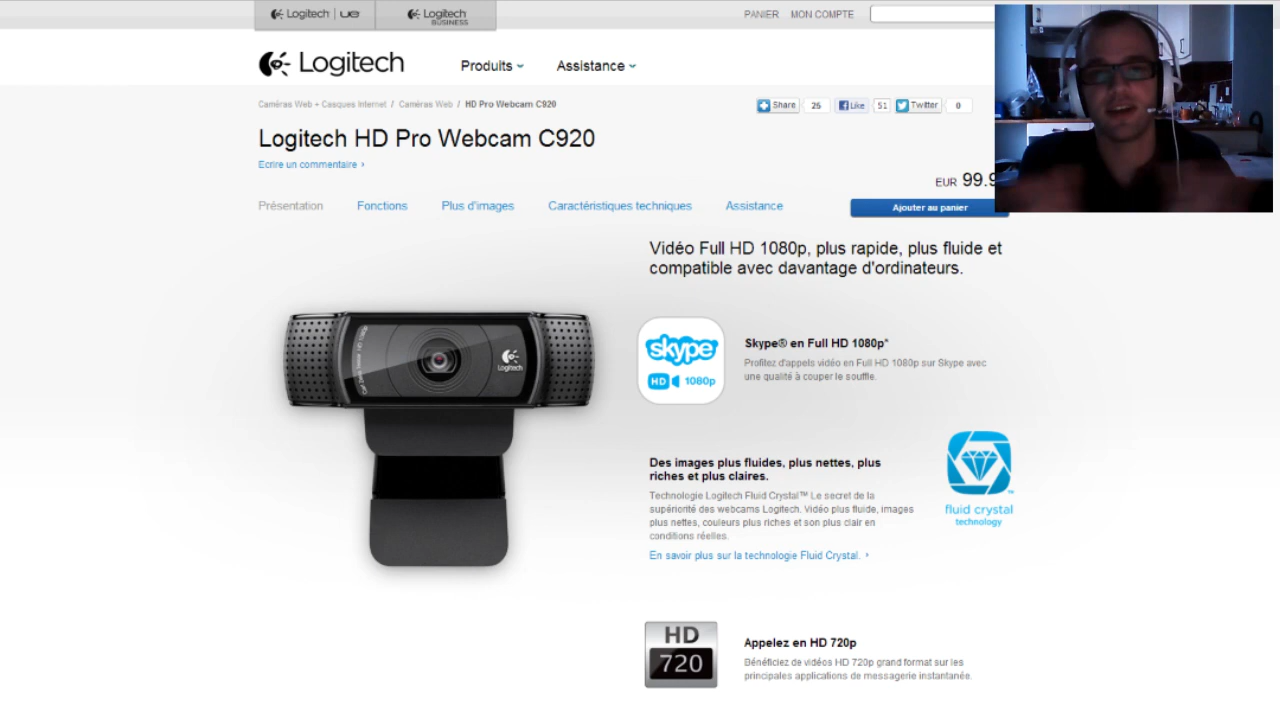 Logitech
UE
Logitech
BUSINESS
PANIER MON COMPTE
Logitech
Produits
Assistance
Caméras Web + Casques Internet / Caméras Web / HD Pro Webcam C920
Share 26 Like 51 Twitter 0
Logitech HD Pro Webcam C920
Ecrire un commentaire
EUR 99.9
Présentation Fonctions Plus d'images Caractéristiques techniques Assistance
Ajouter au panier
Vidéo Full HD 1080p, plus rapide, plus fluide et
compatible avec davantage d'ordinateurs.
Logitech
skype
HD 1080p
Skype® en Full HD 1080p*
Profitez d'appels vidéo en Full HD 1080p sur Skype avec
une qualité à couper le souffle.
Des images plus fluides, plus nettes, plus
riches et plus claires.
Technologie Logitech Fluid Crystal™ Le secret de la
supériorité des webcams Logitech. Vidéo plus fluide, images
plus nettes, couleurs plus riches et son plus clair en
conditions réelles.
En savoir plus sur la technologie Fluid Crystal.
fluid crystal
technology
HD
720
Appelez en HD 720p
Bénéficiez de vidéos HD 720p grand format sur les
principales applications de messagerie instantanée.